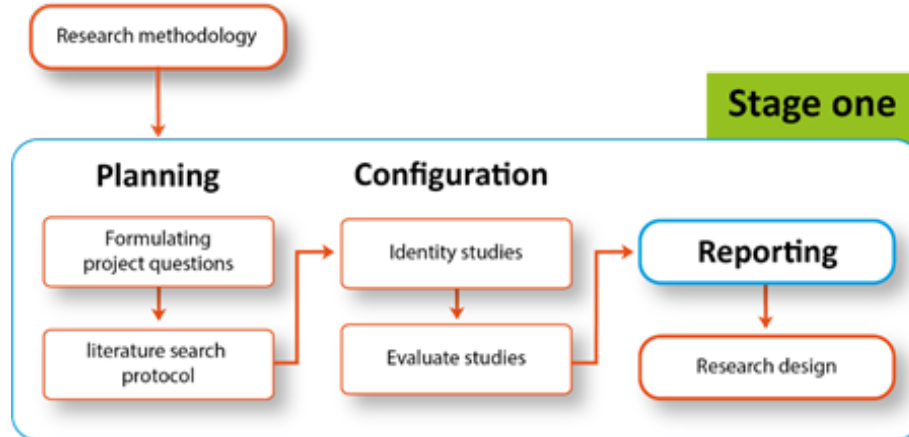 Research methodology
Stage one
Planning
Configuration
Formulating
project questions
Identity studies
Reporting
literature search
protocol
Evaluate studies
Research design